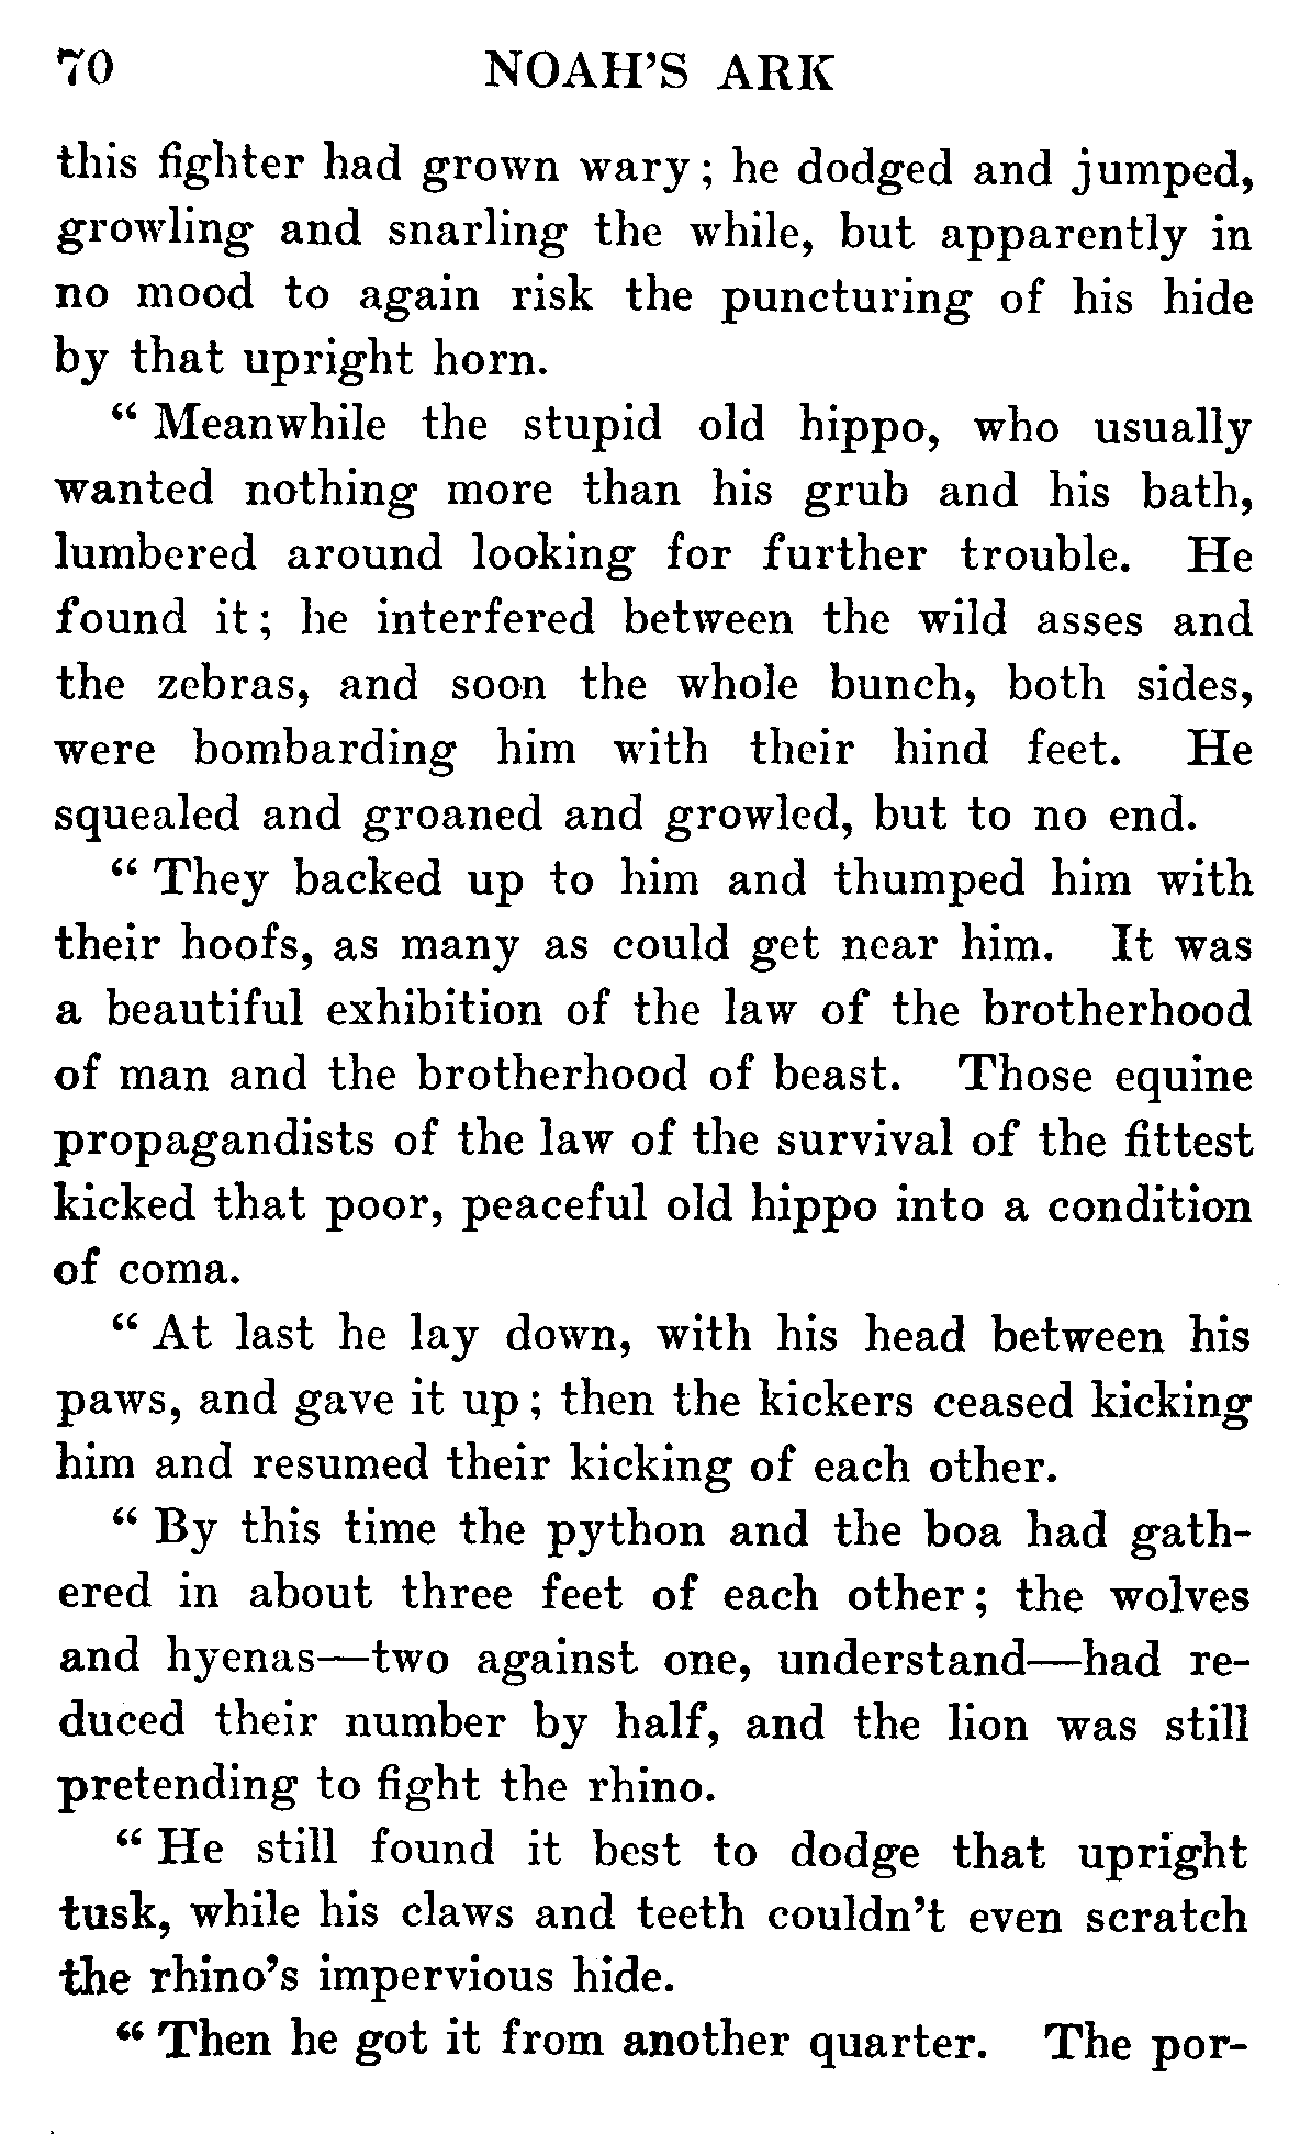 70 NOAH'S ARK
this fighter had grown wary; he dodged and jumped,
growling and snarling the while, but apparently in
no mood to again risk the puncturing of his hide
by that upright horn.
“ Meanwhile the stupid old hippo, who usually
wanted nothing more than his grub and his bath,
lumbered around looking for further trouble. He
found it; he interfered between the wild asses and
the zebras, and soon the whole bunch, both sides,
were bombarding him with their hind feet. He
squealed and groaned and growled, but to no end.
“ They backed up to him and thumped him with
their hoofs, as many as could get near him. It was
a beautiful exhibition of the law of the brotherhood
of man and the brotherhood of beast. Those equine
propagandists of the law of the survival of the fittest
kicked that poor, peaceful old hippo into a condition
of coma.
“ At last he lay down, with his head between his
paws, and gave it up; then the kickers ceased kicking
him and resumed their kicking of each other.
“ By this time the python and the boa had gath-
ered in about three feet of each other; the wolves
and hyenas—two against one, understand—had re-
duced their number by half, and the lion was still
pretending to fight the rhino.
“ He still found it best to dodge that upright
tusk, while his claws and teeth couldn't even scratch
the rhino's impervious hide.
“ Then he got it from another quarter. The por-